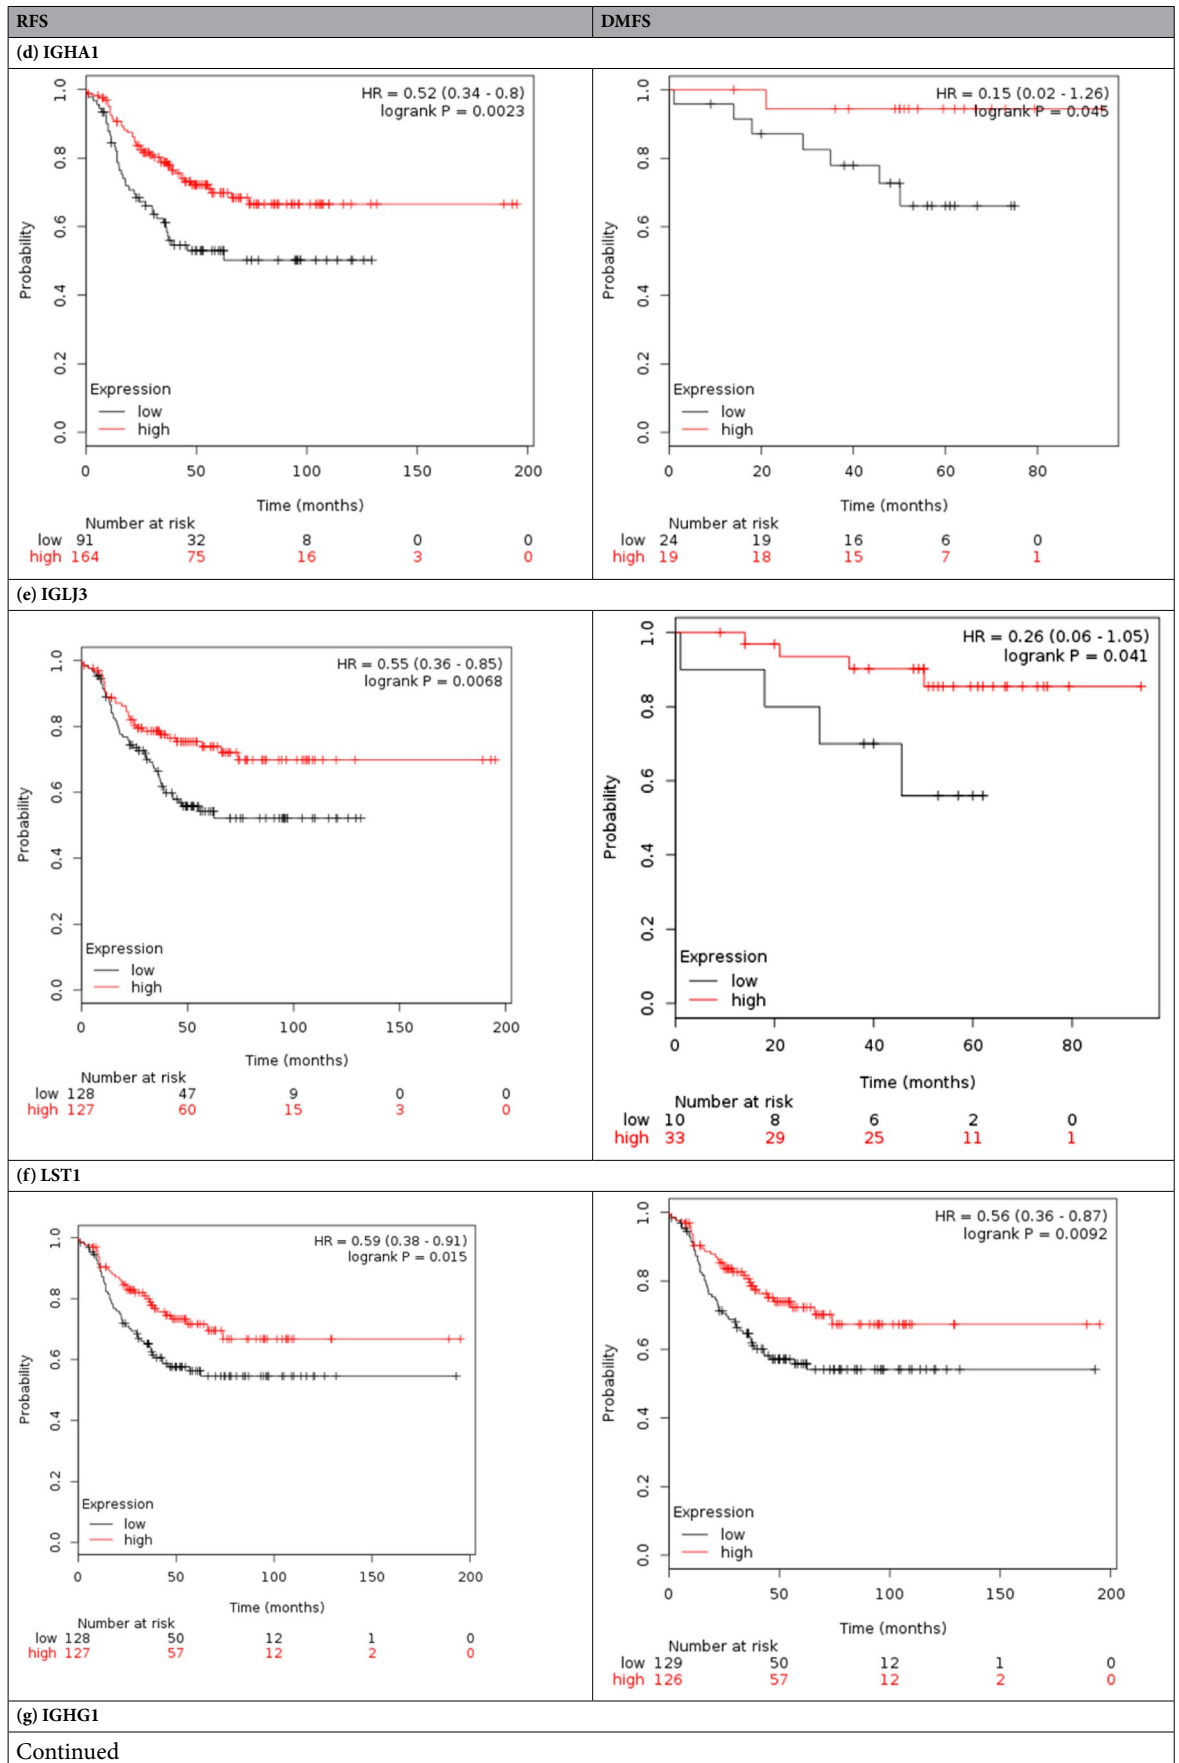 RFS DMFS
(d) IGHA1
HR = 0.52 (0.34 - 0.8)
logrank P = 0.0023
Probability
0.0 0.2 0.4 0.6 0.8 1.0
Expression
low
high
0 50 100 150 200
Time (months)
Number at risk
low 91 32 8 0 0
high 164 75 16 3 0
HR = 0.15 (0.02 - 1.26)
logrank P = 0.045
Probability
0.0 0.2 0.4 0.6 0.8 1.0
Expression
low
high
0 20 40 60 80
Time (months)
Number at risk
low 24 19 16 6 0
high 19 18 15 7 1
(e) IGLJ3
HR = 0.55 (0.36 - 0.85)
logrank P = 0.0068
Probability
0.0 0.2 0.4 0.6 0.8 1.0
Expression
low
high
0 50 100 150 200
Time (months)
Number at risk
low 128 47 9 0 0
high 127 60 15 3 0
HR = 0.26 (0.06 - 1.05)
logrank P = 0.041
Probability
0.0 0.2 0.4 0.6 0.8 1.0
Expression
low
high
0 20 40 60 80
Time (months)
Number at risk
low 10 8 6 2 0
high 33 29 25 11 1
(f) LST1
HR = 0.59 (0.38 - 0.91)
logrank P = 0.015
Probability
0.0 0.2 0.4 0.6 0.8 1.0
Expression
low
high
0 50 100 150 200
Time (months)
Number at risk
low 128 50 12 1 0
high 127 57 12 2 0
HR = 0.56 (0.36 - 0.87)
logrank P = 0.0092
Probability
0.0 0.2 0.4 0.6 0.8 1.0
Expression
low
high
0 50 100 150 200
Time (months)
Number at risk
low 129 50 12 1 0
high 126 57 12 2 0
(g) IGHG1
Continued